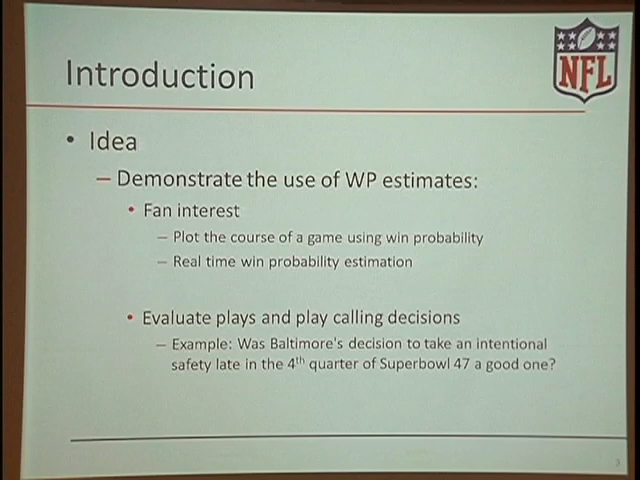 Introduction
NFL
• Idea
– Demonstrate the use of WP estimates:
• Fan interest
– Plot the course of a game using win probability
– Real time win probability estimation
• Evaluate plays and play calling decisions
– Example: Was Baltimore's decision to take an intentional
safety late in the 4th quarter of Superbowl 47 a good one?